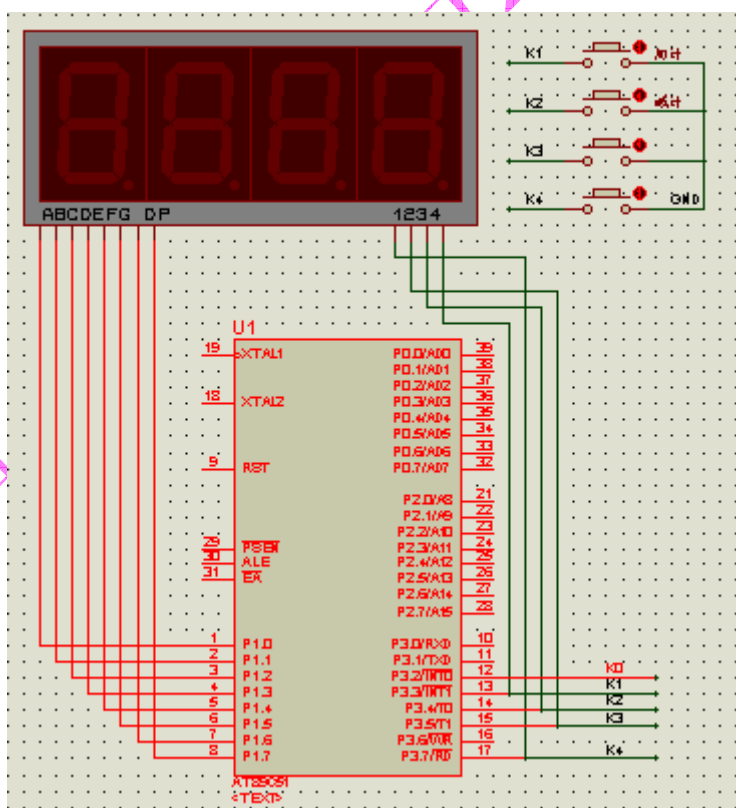 K1
K2
K3
K4
GND
ABCDEFG DP
1234
U1
19 XTAL1
18 XTAL2
9 RST
29 PSEN
30 ALE
31 EA
1 P1.0
2 P1.1
3 P1.2
4 P1.3
5 P1.4
6 P1.5
7 P1.6
8 P1.7
P0.0/AD0 39
P0.1/AD1 38
P0.2/AD2 37
P0.3/AD3 36
P0.4/AD4 35
P0.5/AD5 34
P0.6/AD6 33
P0.7/AD7 32
P2.0/A8 21
P2.1/A9 22
P2.2/A10 23
P2.3/A11 24
P2.4/A12 25
P2.5/A13 26
P2.6/A14 27
P2.7/A15 28
P3.0/RXD 10
P3.1/TXD 11
P3.2/INT0 12
P3.3/INT1 13
P3.4/T0 14
P3.5/T1 15
P3.6/WR 16
P3.7/RD 17
K0
K1
K2
K3
K4
AT89C51
<TEXT>